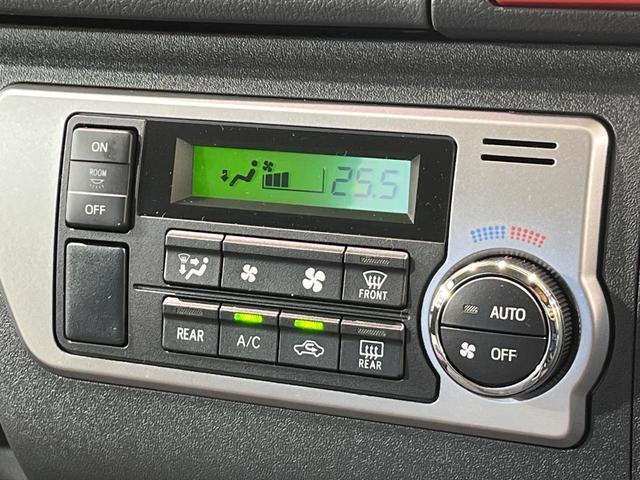 ON
ROOM
OFF
25.5
FRONT
REAR
A/C
REAR
AUTO
OFF